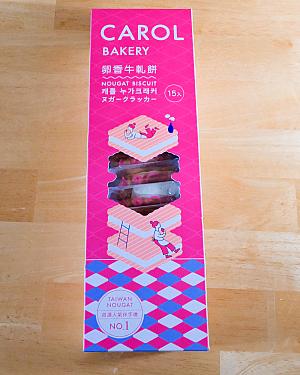 CAROL
BAKERY
卵香牛軋餅
NOUGAT BISCUIT
캐롤 누가크래커
ヌガークラッカー
15入
TAIWAN
NOUGAT
NO.1